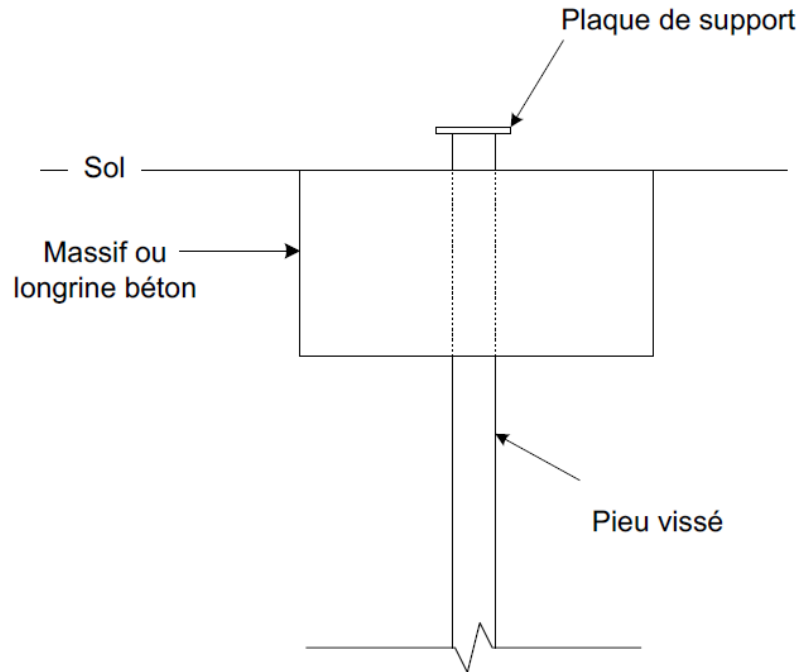 Plaque de support
Sol
Massif ou
longrine béton
Pieu vissé